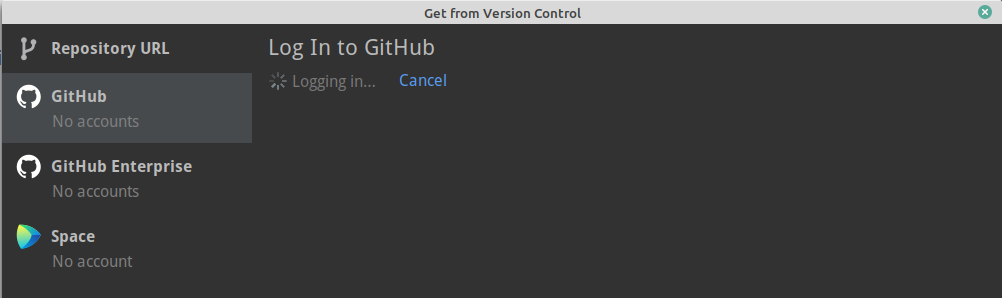 Get from Version Control
Repository URL
GitHub
No accounts
GitHub Enterprise
No accounts
Space
No account
Log In to GitHub
Logging in... Cancel